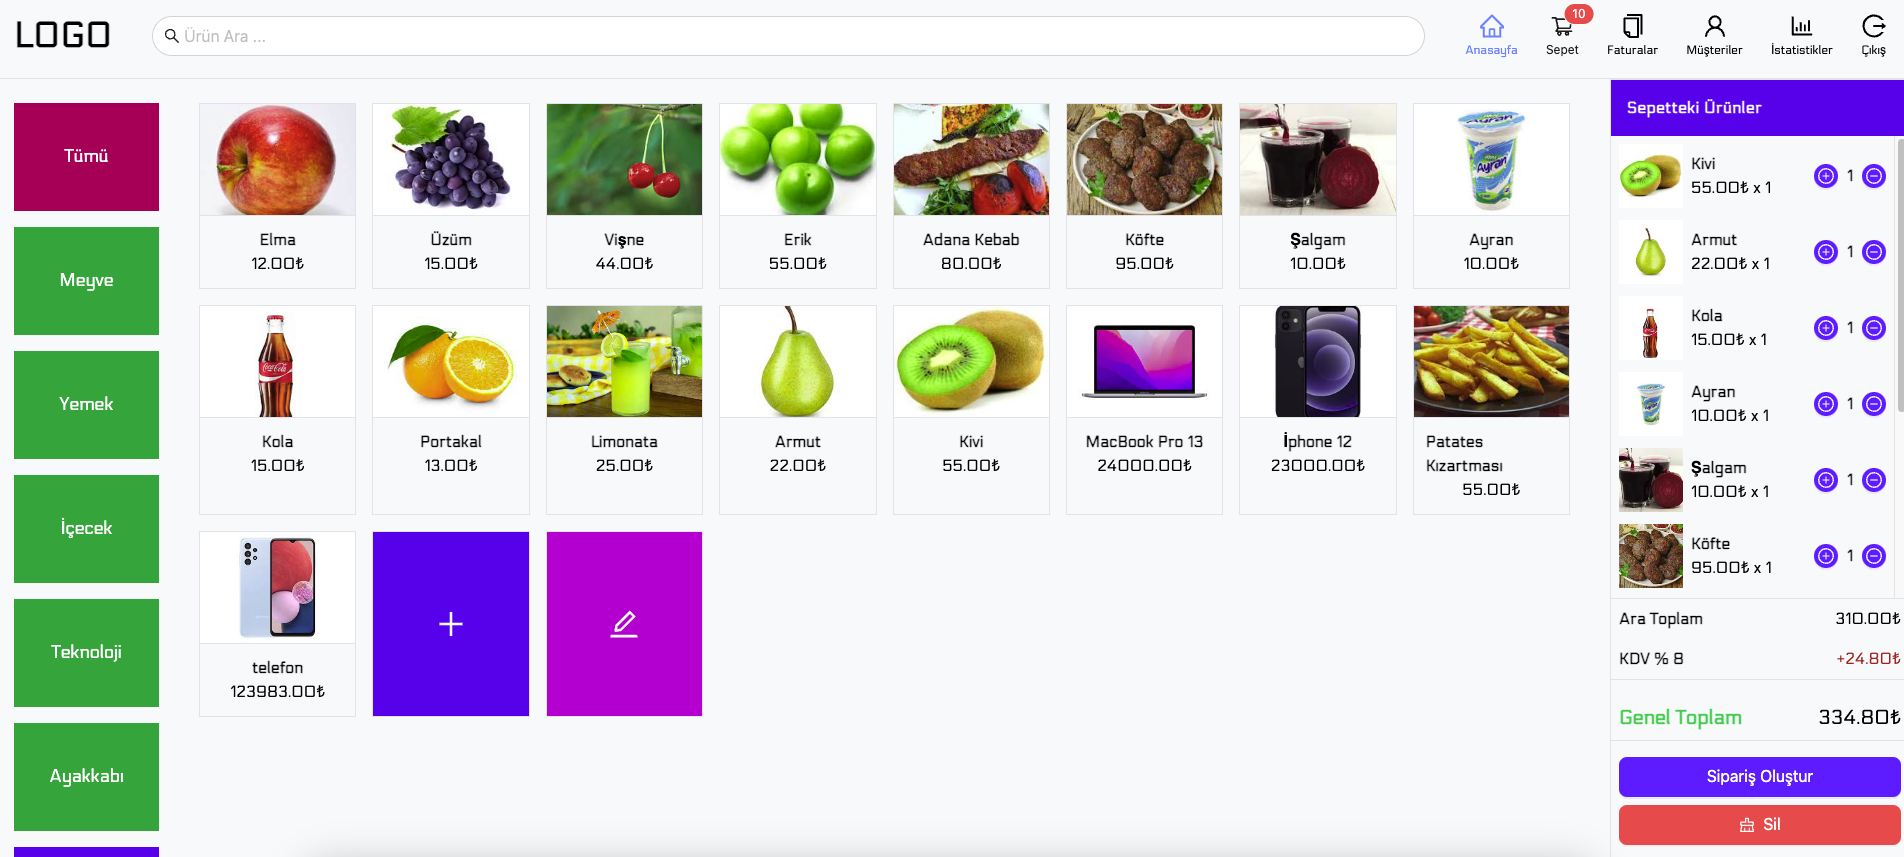 LOGO
Ürün Ara ...
Anasayfa
10
Sepet
Faturalar
Müşteriler
İstatistikler
Çıkış
Tümü
Meyve
Yemek
İçecek
Teknoloji
Ayakkabı
Elma
12.00₺
Üzüm
15.00₺
Vişne
44.00₺
Erik
55.00₺
Adana Kebab
80.00₺
Köfte
95.00₺
Şalgam
10.00₺
Ayran
Ayran
10.00₺
Coca-Cola
Kola
15.00₺
Portakal
13.00₺
Limonata
25.00₺
Armut
22.00₺
Kivi
55.00₺
MacBook Pro 13
24000.00₺
İphone 12
23000.00₺
Patates
Kızartması
55.00₺
telefon
123983.00₺
Sepetteki Ürünler
Kivi
55.00₺ x 1
1
Armut
22.00₺ x 1
1
Kola
15.00₺ x 1
1
Ayran
10.00₺ x 1
1
Şalgam
10.00₺ x 1
1
Köfte
95.00₺ x 1
1
Ara Toplam
310.00₺
KDV % 8
+24.80₺
Genel Toplam
334.80₺
Sipariş Oluştur
Sil